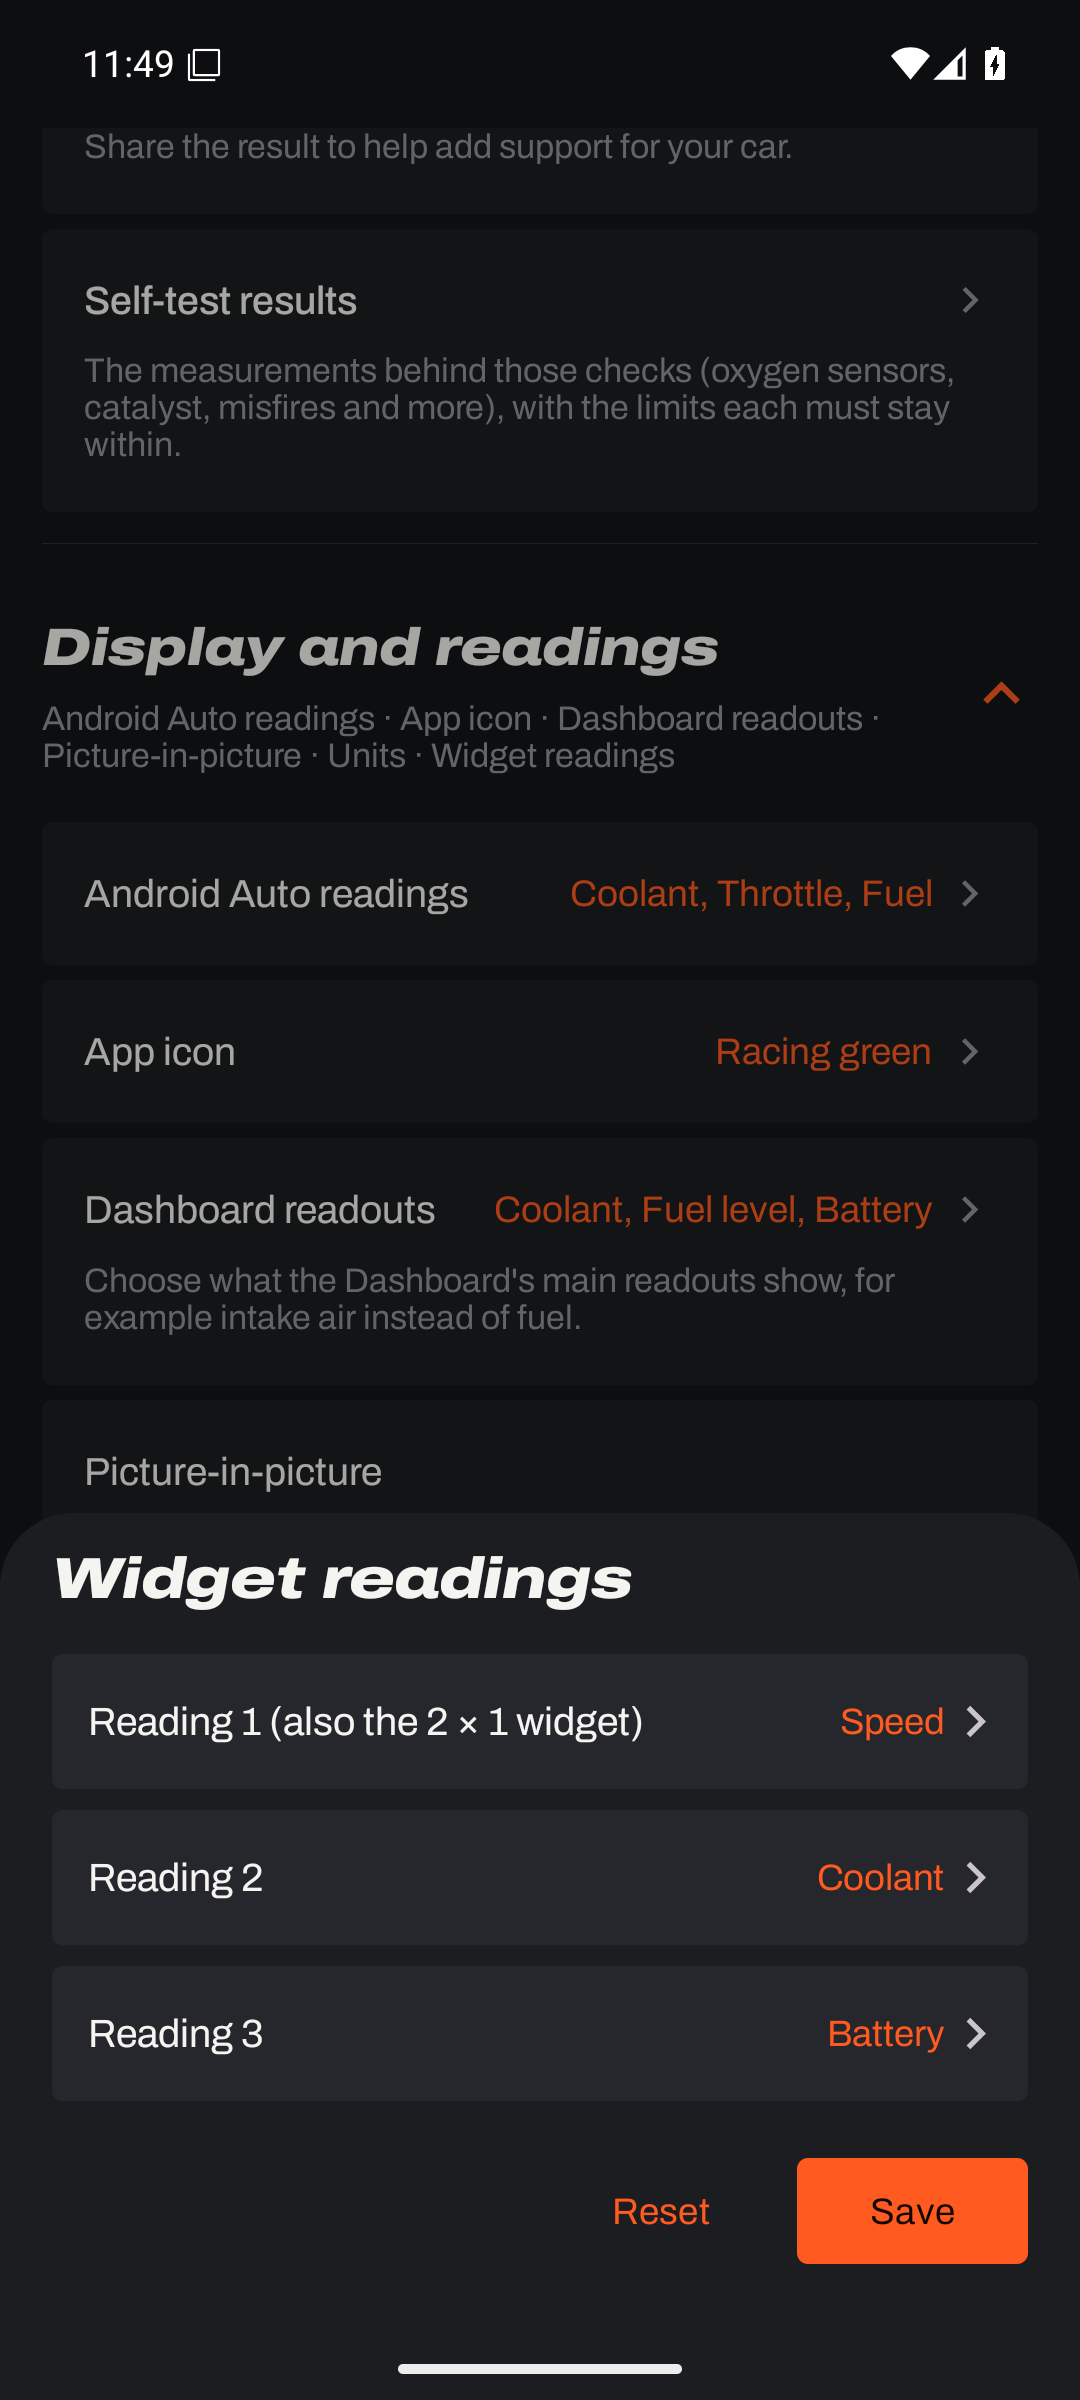 11:49
Share the result to help add support for your car.
Self-test results
The measurements behind those checks (oxygen sensors,
catalyst, misfires and more), with the limits each must stay
within.
Display and readings
Android Auto readings · App icon · Dashboard readouts ·
Picture-in-picture · Units · Widget readings
Android Auto readings Coolant, Throttle, Fuel
App icon Racing green
Dashboard readouts Coolant, Fuel level, Battery
Choose what the Dashboard's main readouts show, for
example intake air instead of fuel.
Picture-in-picture
Widget readings
Reading 1 (also the 2 × 1 widget) Speed
Reading 2 Coolant
Reading 3 Battery
Reset Save